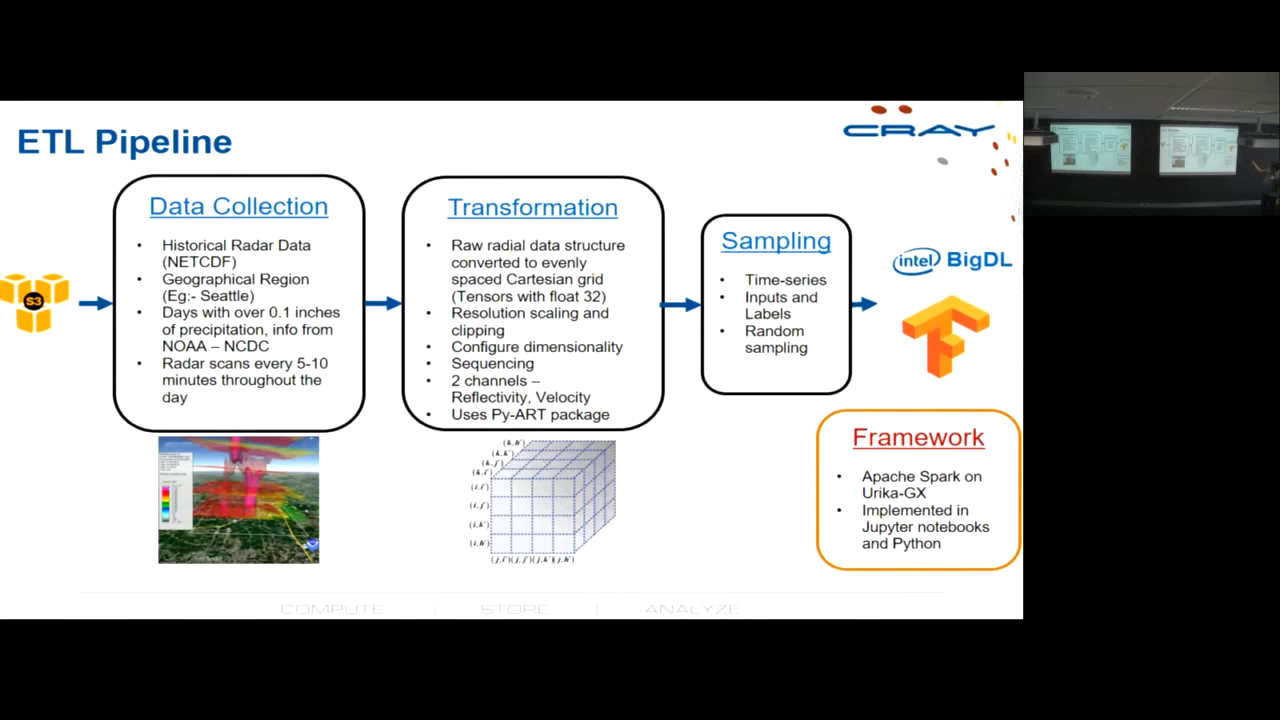 ETL Pipeline
CRAY
Data Collection
• Historical Radar Data
(NETCDF)
• Geographical Region
(Eg:- Seattle)
• Days with over 0.1 inches
of precipitation, info from
NOAA – NCDC
• Radar scans every 5-10
minutes throughout the
day
S3
Transformation
• Raw radial data structure
converted to evenly
spaced Cartesian grid
(Tensors with float 32)
• Resolution scaling and
clipping
• Configure dimensionality
• Sequencing
• 2 channels –
Reflectivity, Velocity
• Uses Py-ART package
Sampling
• Time-series
• Inputs and
Labels
• Random
sampling
intel BigDL
Framework
• Apache Spark on
Urika-GX
• Implemented in
Jupyter notebooks
and Python
COMPUTE | STORE | ANALYZE